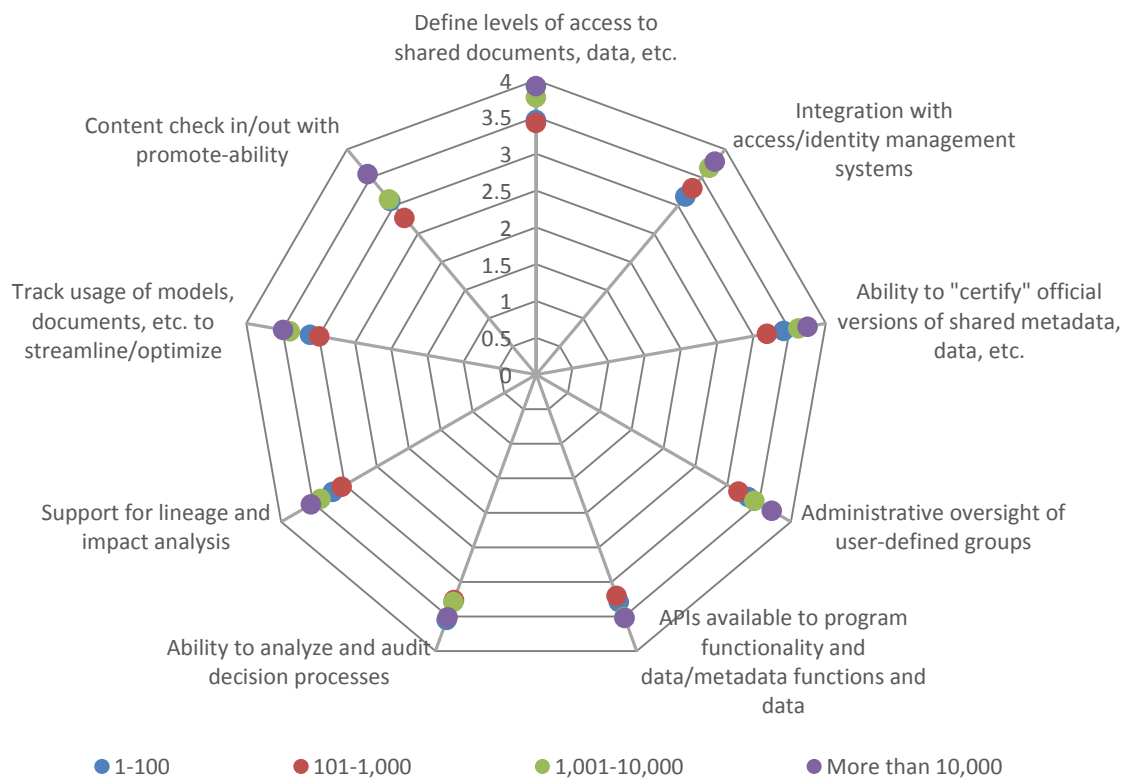 Define levels of access to
shared documents, data, etc.
Integration with
access/identity management
systems
Ability to "certify" official
versions of shared metadata,
data, etc.
Administrative oversight of
user-defined groups
APIs available to program
functionality and
data/metadata functions and
data
Ability to analyze and audit
decision processes
Support for lineage and
impact analysis
Track usage of models,
documents, etc. to
streamline/optimize
Content check in/out with
promote-ability
4
3.5
3
2.5
2
1.5
1
0.5
0
1-100
101-1,000
1,001-10,000
More than 10,000